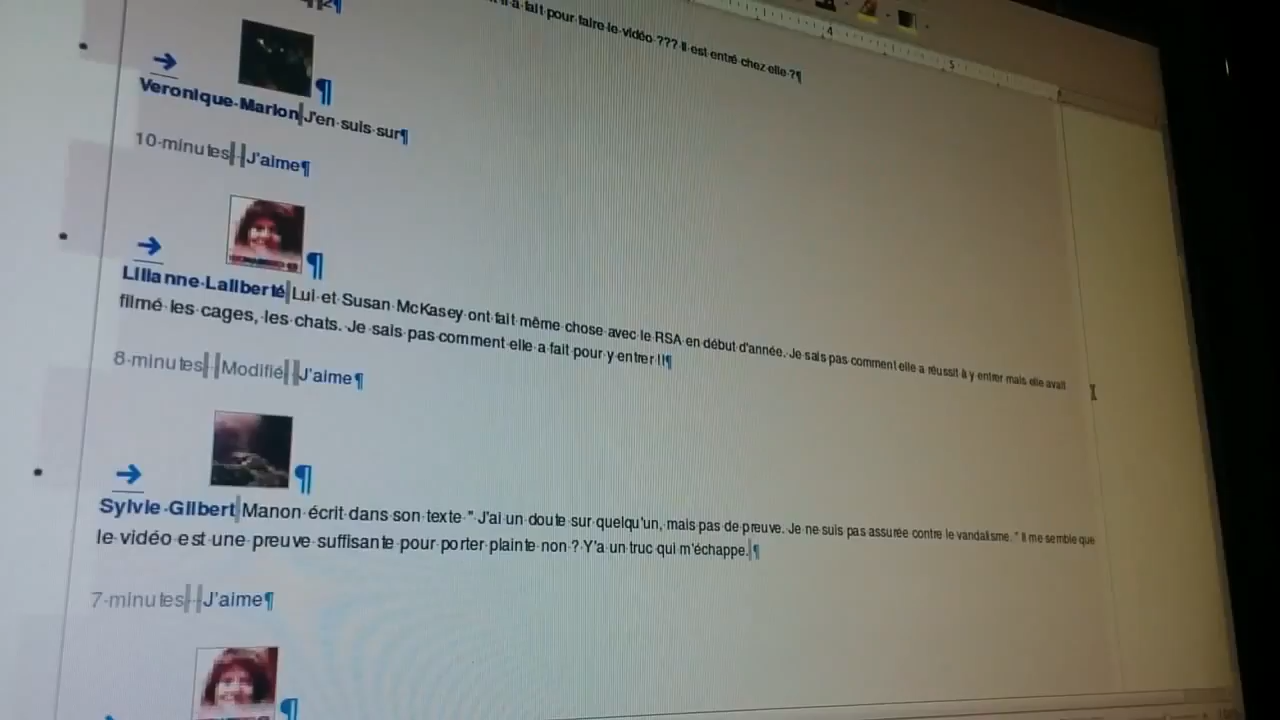 a fait pour faire le vidéo ??? Il est entré chez elle ?¶
4
5
¶
Veronique Marion J'en suis sur¶
10 minutes J'aime¶
¶
Lilianne Laliberté Lui et Susan McKasey ont fait même chose avec le RSA en début d'année. Je sais pas comment elle a réussit à y entrer mais elle avait
filmé les cages, les chats. Je sais pas comment elle a fait pour y entrer !!¶
8 minutes Modifié J'aime¶
¶
Sylvie Gilbert Manon écrit dans son texte " J'ai un doute sur quelqu'un, mais pas de preuve. Je ne suis pas assurée contre le vandalisme. " Il me semble que
le vidéo est une preuve suffisante pour porter plainte non ? Y'a un truc qui m'échappe. ¶
7 minutes J'aime¶
¶